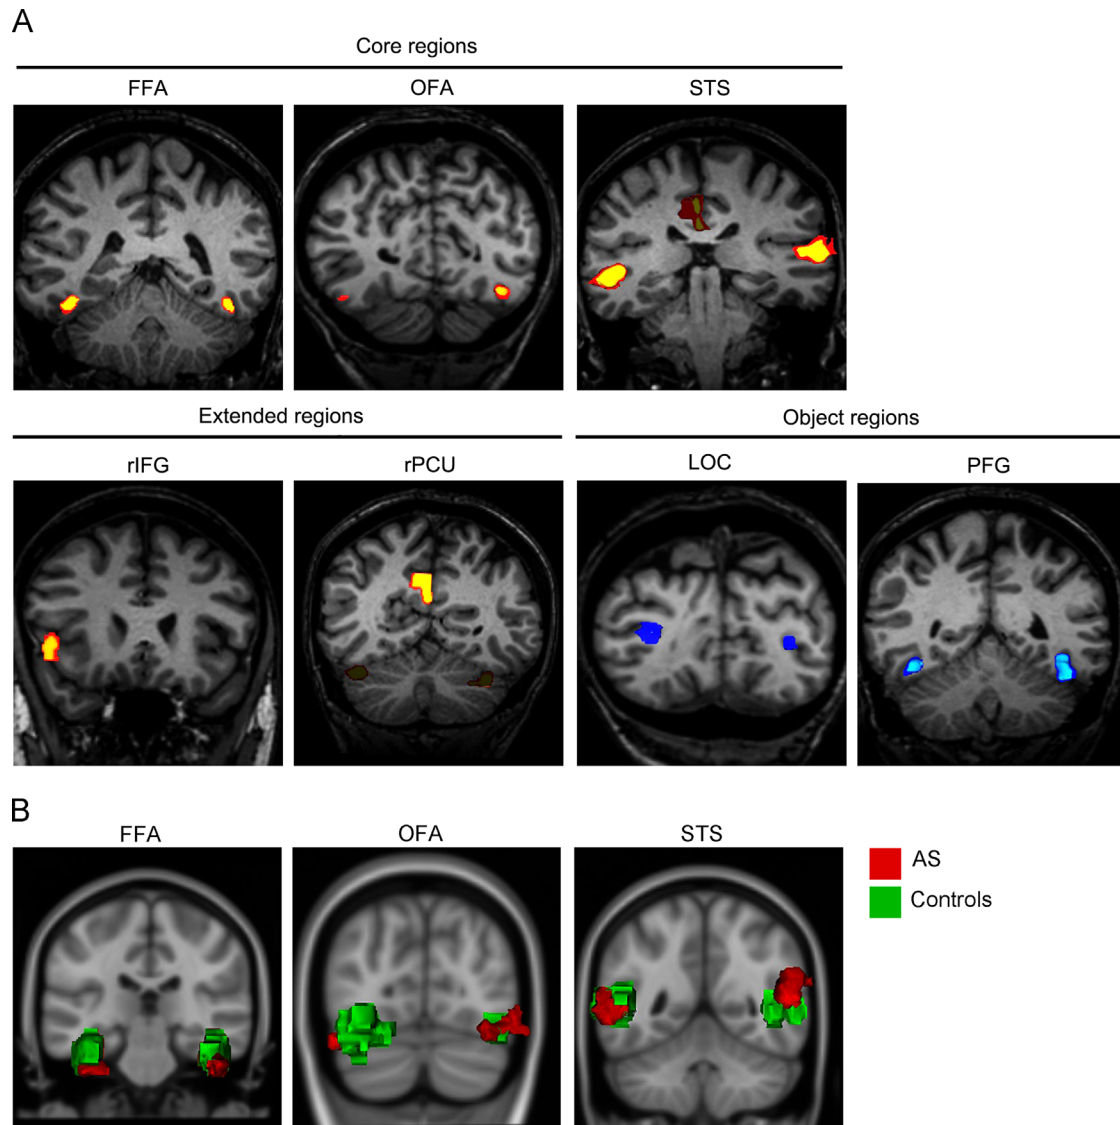 A
Core regions
FFA OFA STS
Extended regions Object regions
rIFG rPCU LOC PFG
B
FFA OFA STS
AS
Controls